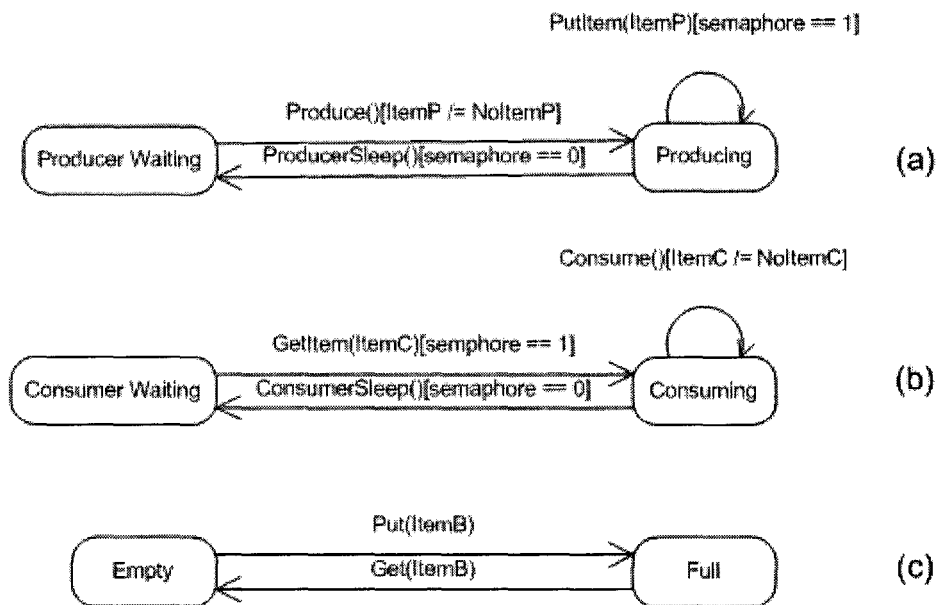 PutItem(ItemP)[semaphore == 1]
Produce()[ItemP /= NoItemP]
Producer Waiting
ProducerSleep()[semaphore == 0]
Producing
(a)
Consume()[ItemC /= NoItemC]
GetItem(ItemC)[semphore == 1]
Consumer Waiting
ConsumerSleep()[semaphore == 0]
Consuming
(b)
Put(ItemB)
Empty
Get(ItemB)
Full
(c)